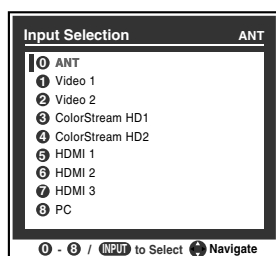 Input Selection ANT
0 ANT
1 Video 1
2 Video 2
3 ColorStream HD1
4 ColorStream HD2
5 HDMI 1
6 HDMI 2
7 HDMI 3
8 PC
0 - 8 / INPUT to Select Navigate